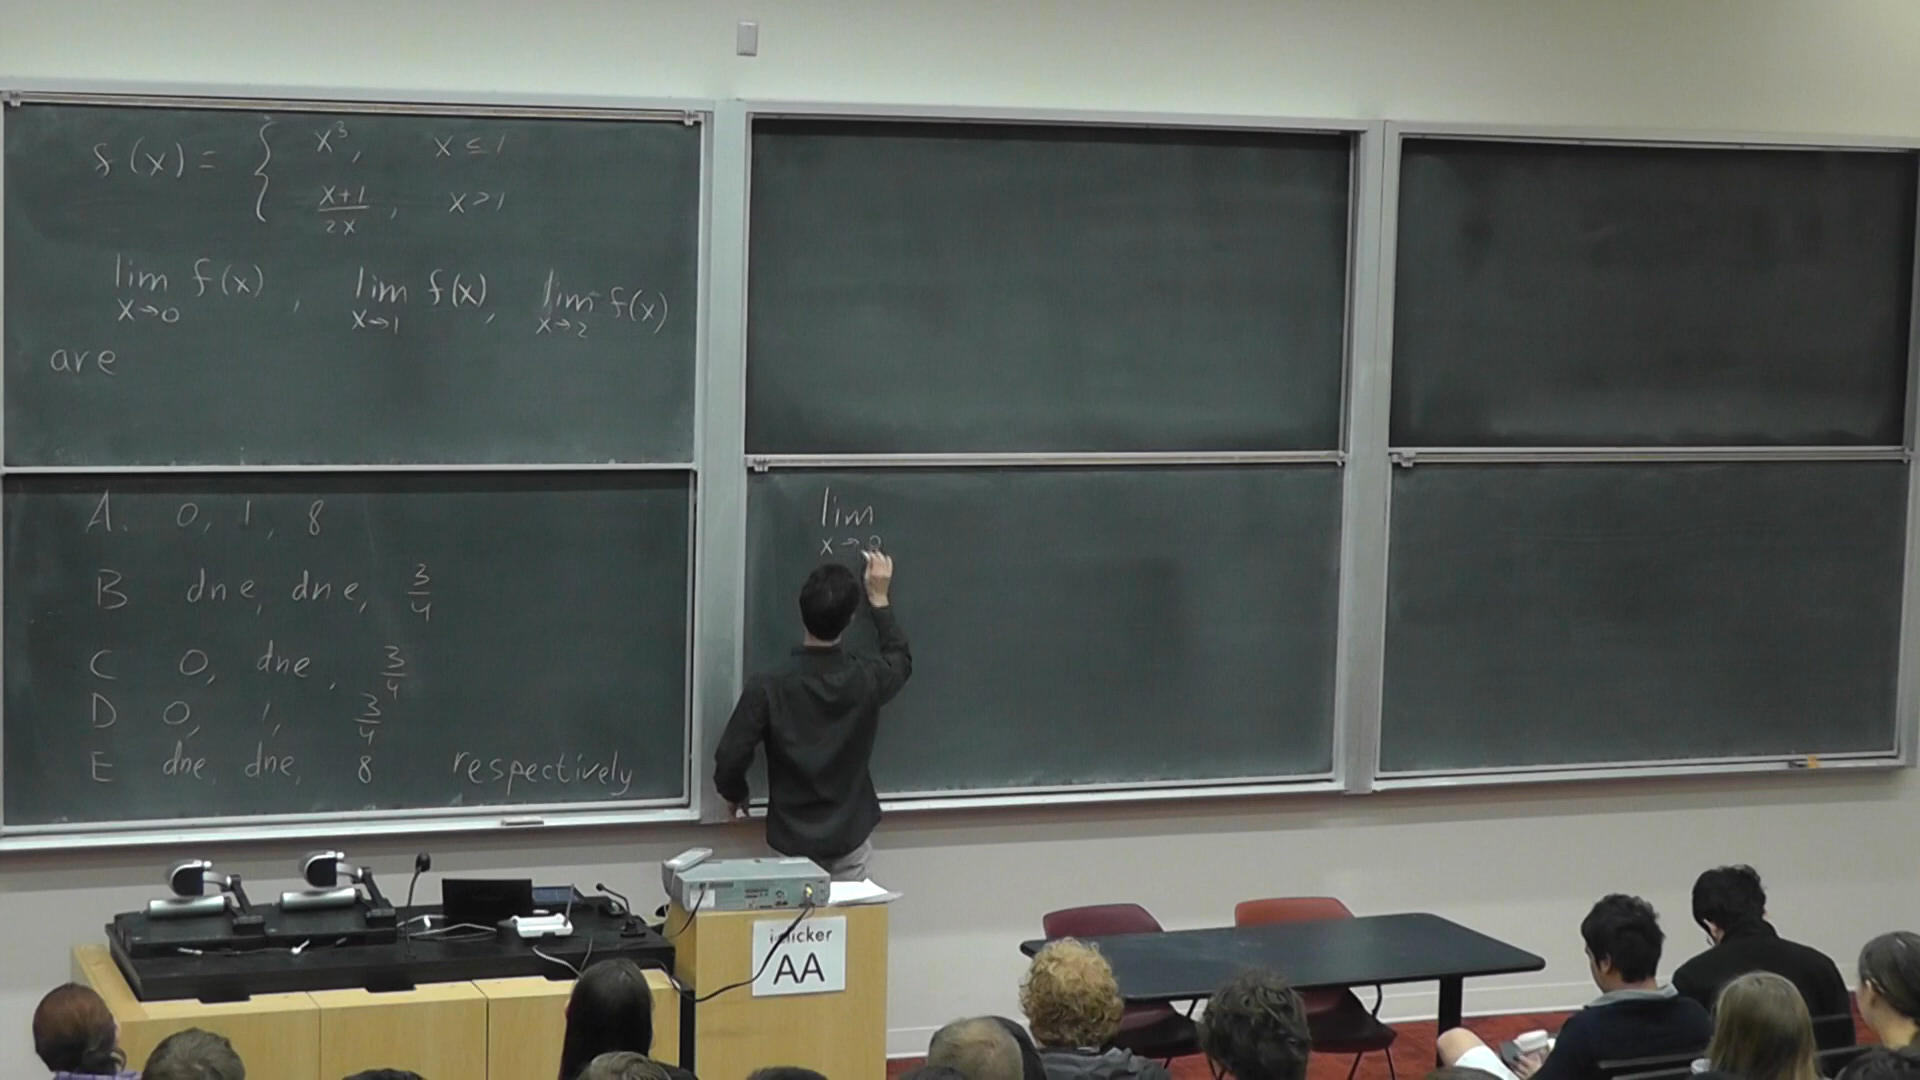 f(x) = { x³, x ≤ 1
x+1/2x, x > 1
lim x→0 f(x), lim x→1 f(x), lim x→2 f(x)
are
A. 0, 1, 8
B dne, dne, 3/4
C 0, dne, 3/4
D 0, 1, 3/4
E dne, dne, 8 respectively
lim
x→0
i>clicker
AA